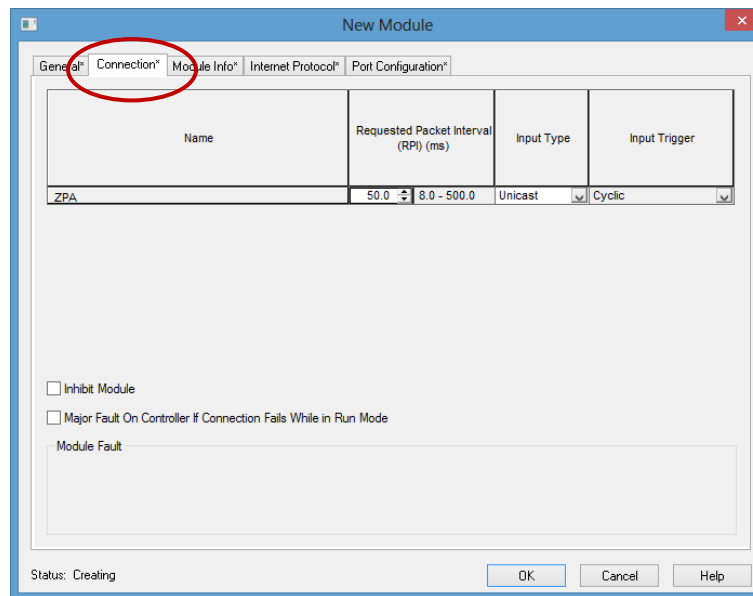 New Module
General* Connection* Module Info* Internet Protocol* Port Configuration*
Name
Requested Packet Interval
(RPI) (ms)
Input Type
Input Trigger
ZPA 50.0 8.0 - 500.0 Unicast Cyclic
Inhibit Module
Major Fault On Controller If Connection Fails While in Run Mode
Module Fault
Status: Creating
OK Cancel Help